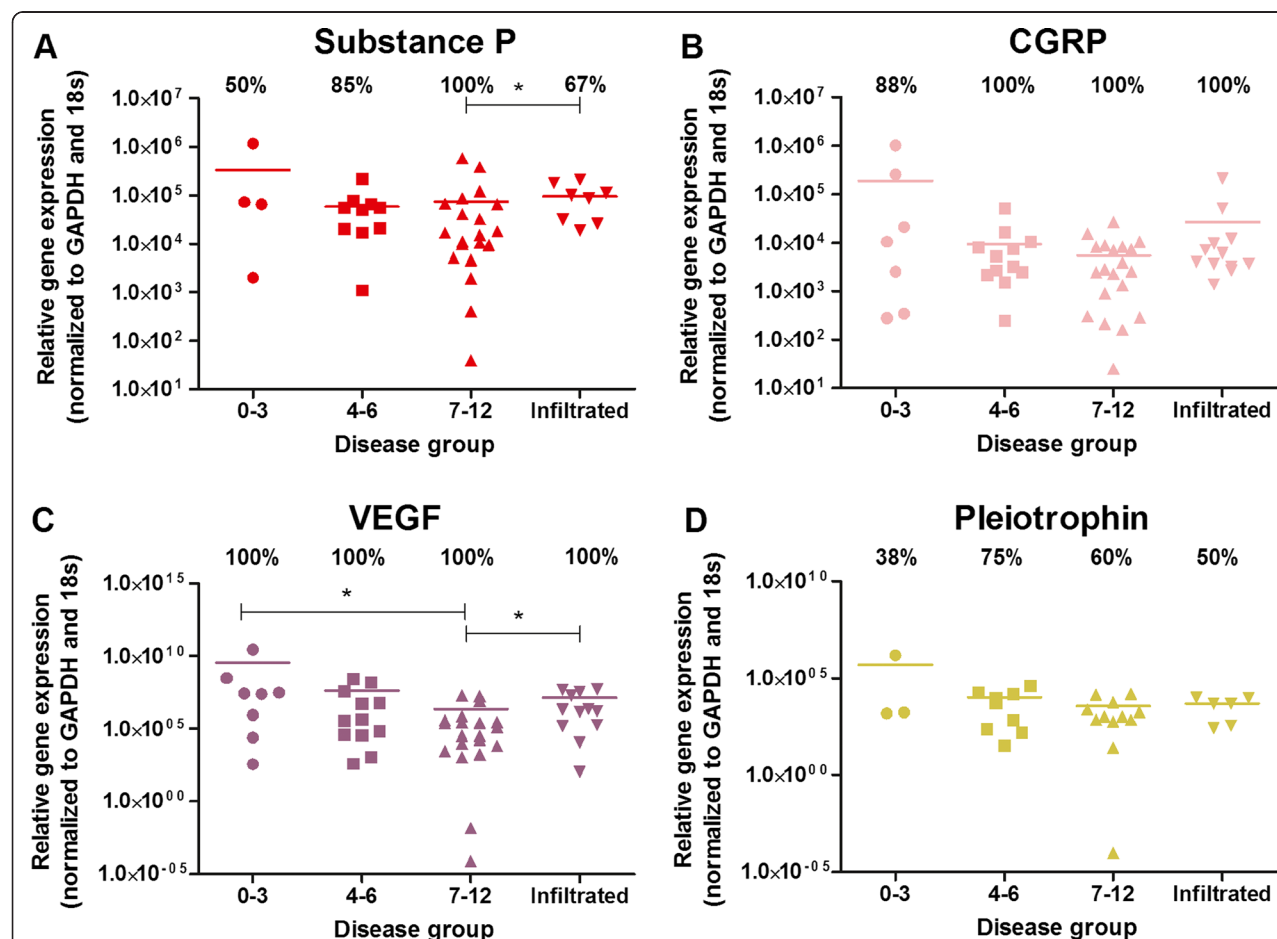 A
Substance P
50% 85% 100% * 67%
Relative gene expression
(normalized to GAPDH and 18s)
1.0×10⁷
1.0×10⁶
1.0×10⁵
1.0×10⁴
1.0×10³
1.0×10²
1.0×10¹
0-3 4-6 7-12 Infiltrated
Disease group
B
CGRP
88% 100% 100% 100%
Relative gene expression
(normalized to GAPDH and 18s)
1.0×10⁷
1.0×10⁶
1.0×10⁵
1.0×10⁴
1.0×10³
1.0×10²
1.0×10¹
0-3 4-6 7-12 Infiltrated
Disease group
C
VEGF
100% 100% 100% 100%
Relative gene expression
(normalized to GAPDH and 18s)
1.0×10¹⁵
1.0×10¹⁰
1.0×10⁰⁵
1.0×10⁰⁰
1.0×10⁻⁰⁵
*
*
0-3 4-6 7-12 Infiltrated
Disease group
D
Pleiotrophin
38% 75% 60% 50%
Relative gene expression
(normalized to GAPDH and 18s)
1.0×10¹⁰
1.0×10⁰⁵
1.0×10⁰⁰
1.0×10⁻⁰⁵
0-3 4-6 7-12 Infiltrated
Disease group